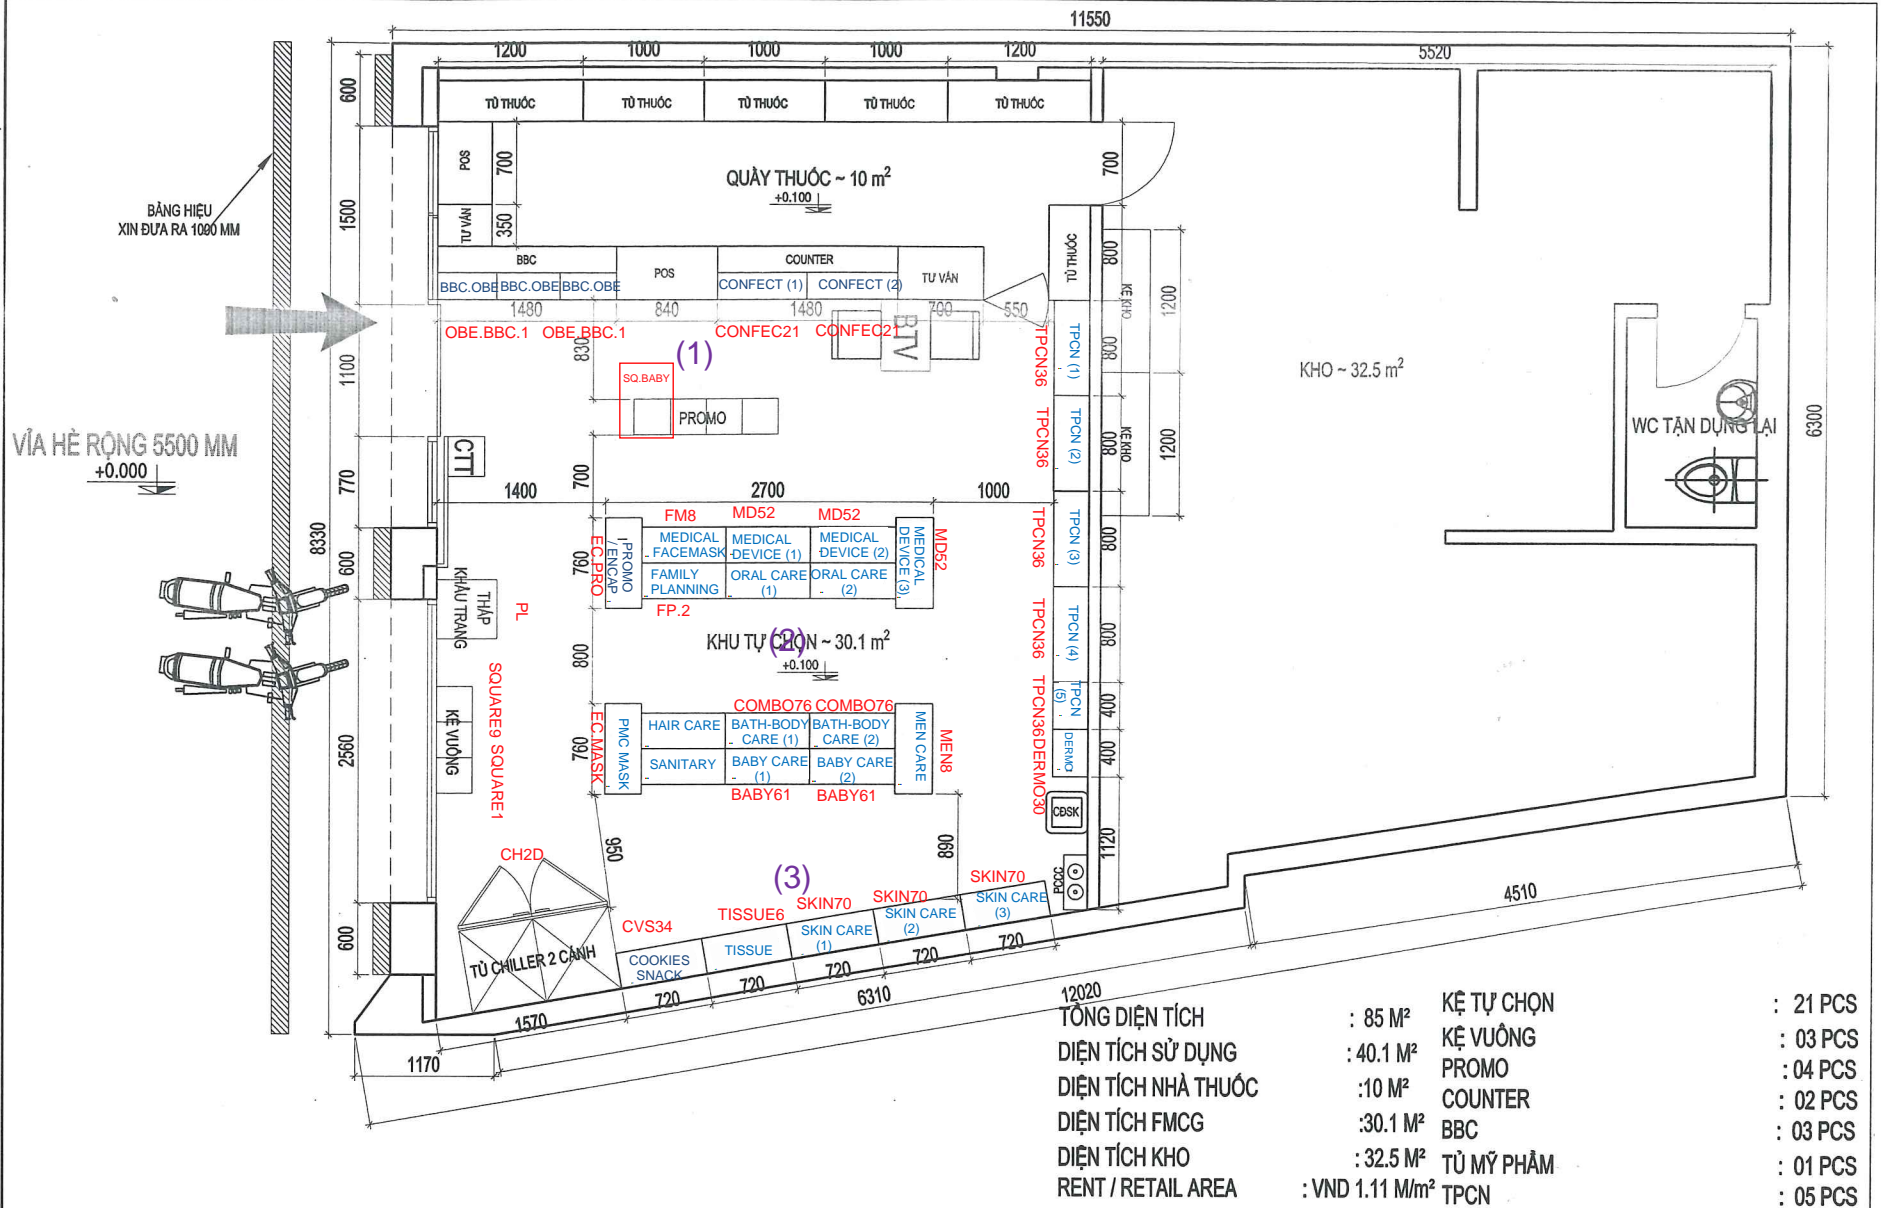 11550
1200
1000
1000
1000
1200
5520
600
TỦ THUỐC
TỦ THUỐC
TỦ THUỐC
TỦ THUỐC
TỦ THUỐC
POS
700
QUẦY THUỐC ~ 10 m²
+0.100
700
BẢNG HIỆU
XIN ĐƯA RA 1000 MM
1500
TƯ VẤN
350
TỦ THUỐC
800
BBC
POS
COUNTER
TƯ VẤN
BBC.OBE
BBC.OBE
BBC.OBE
CONFECT (1)
CONFECT (2)
KỆ KHO
1200
1480
840
1480
700
550
OBE.BBC.1
OBE.BBC.1
CONFEC21
CONFEC21
BTV
830
(1)
TPCN36
TPCN (1)
800
1100
SQ.BABY
PROMO
KHO ~ 32.5 m²
WC TẬN DỤNG LẠI
6300
VỈA HÈ RỘNG 5500 MM
+0.000
CTT
TPCN36
TPCN (2)
800
KỆ KHO
1200
770
700
1400
2700
1000
8330
FM8
MD52
MD52
EC.PRO
PROMO
/ ENCAP
MEDICAL
FACEMASK
MEDICAL
DEVICE (1)
MEDICAL
DEVICE (2)
MEDICAL
DEVICE (3)
MD52
TPCN36
TPCN (3)
800
600
760
FAMILY
PLANNING
ORAL CARE
(1)
ORAL CARE
(2)
FP.2
THÁP
KHẨU TRANG
PL
KHU TỰ CHỌN ~ 30.1 m²
(2)
+0.100
800
TPCN36
TPCN (4)
800
SQUARE9 SQUARE1
KỆ VUÔNG
2560
COMBO76
COMBO76
EC.MASK
PMC MASK
HAIR CARE
BATH-BODY
CARE (1)
BATH-BODY
CARE (2)
MEN CARE
MEN8
TPCN36
TPCN
(5)
400
760
SANITARY
BABY CARE
(1)
BABY CARE
(2)
DERMO30
DERMO
400
BABY61
BABY61
CĐSK
950
890
1120
CH2D
(3)
PCCC
SKIN70
SKIN70
SKIN70
TISSUE6
CVS34
SKIN CARE
(3)
SKIN CARE
(2)
SKIN CARE
(1)
TISSUE
COOKIES
SNACK
TỦ CHILLER 2 CÁNH
600
4510
720
720
720
720
720
1570
6310
12020
1170
TỔNG DIỆN TÍCH : 85 M²
DIỆN TÍCH SỬ DỤNG : 40.1 M²
DIỆN TÍCH NHÀ THUỐC :10 M²
DIỆN TÍCH FMCG :30.1 M²
DIỆN TÍCH KHO : 32.5 M²
RENT / RETAIL AREA : VND 1.11 M/m²
KỆ TỰ CHỌN : 21 PCS
KỆ VUÔNG : 03 PCS
PROMO : 04 PCS
COUNTER : 02 PCS
BBC : 03 PCS
TỦ MỸ PHẨM : 01 PCS
TPCN : 05 PCS